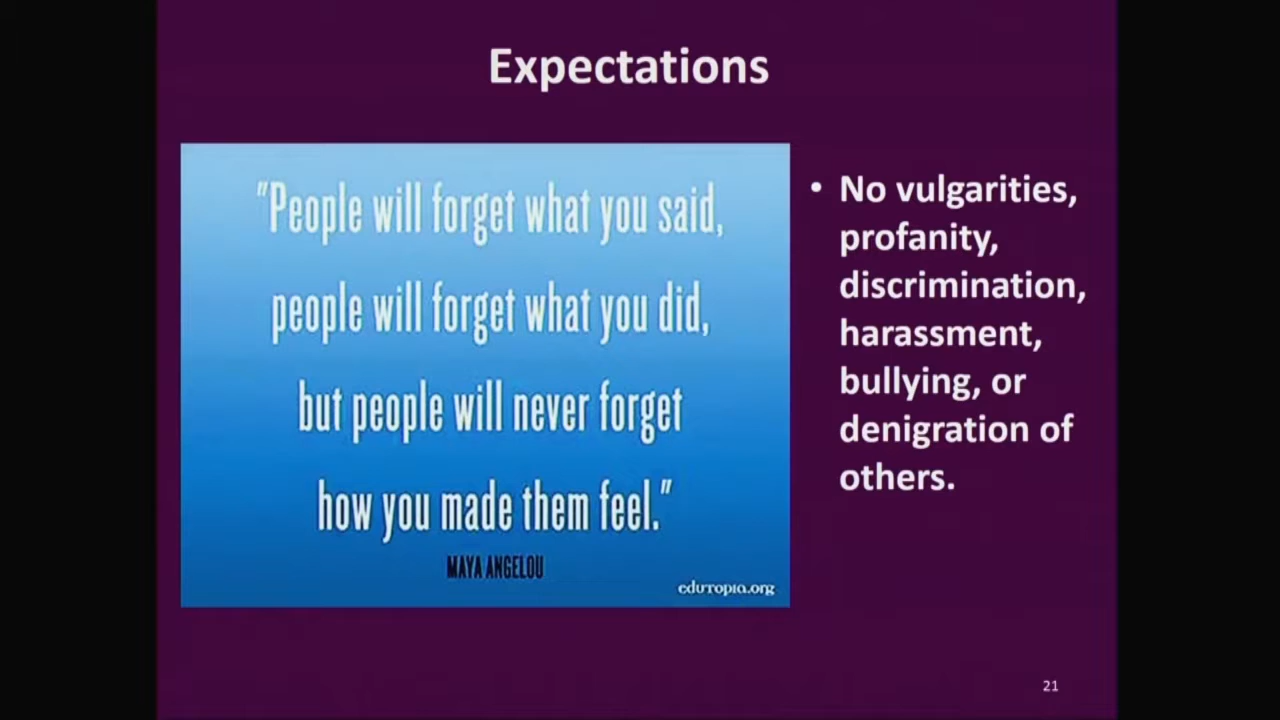 Expectations
"People will forget what you said,
people will forget what you did,
but people will never forget
how you made them feel."
MAYA ANGELOU
edutopia.org
• No vulgarities,
profanity,
discrimination,
harassment,
bullying, or
denigration of
others.
21